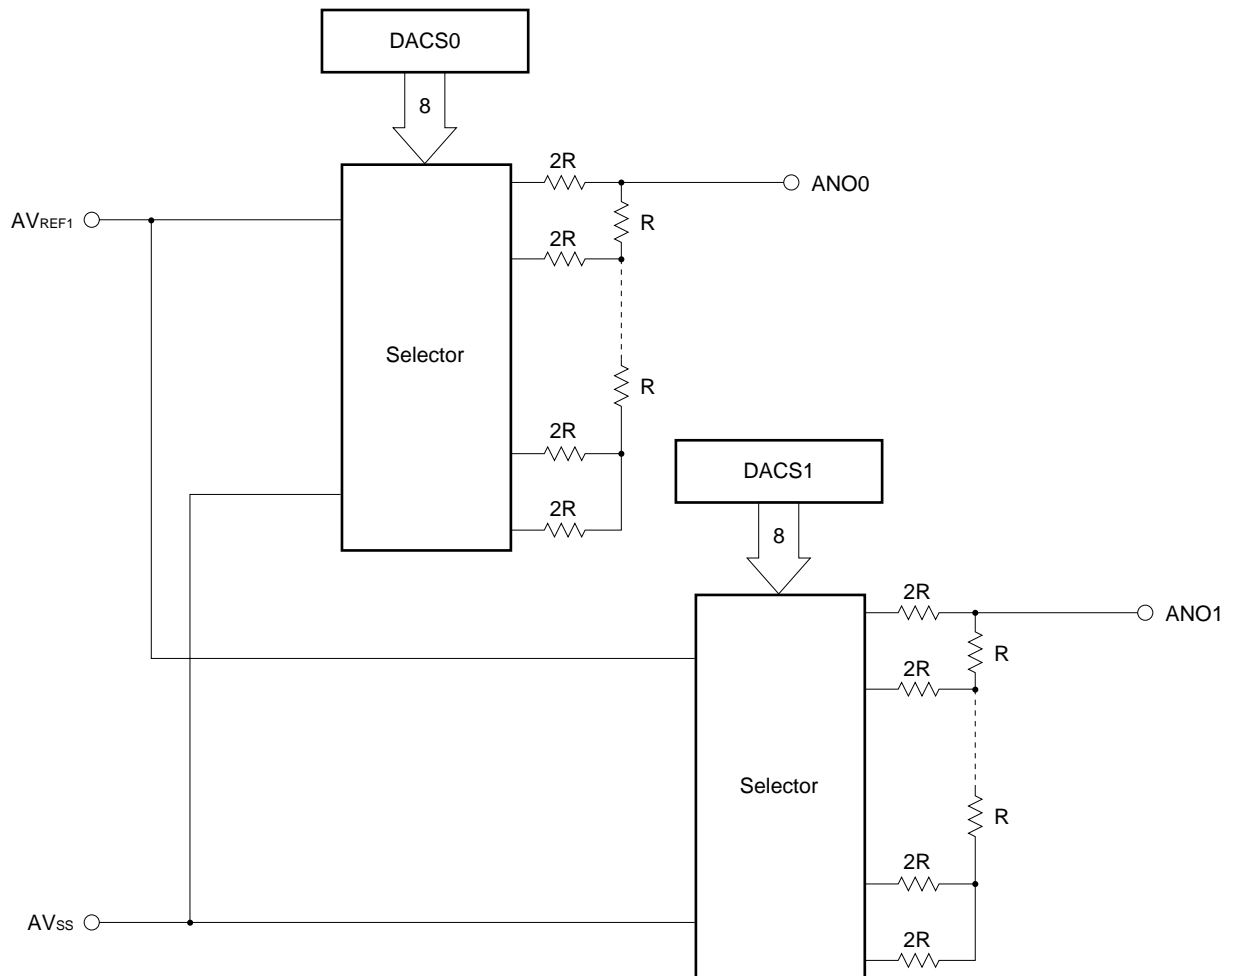 DACS0
8
2R
ANO0
AVREF1
R
2R
Selector
R
2R
DACS1
2R
8
2R
ANO1
R
2R
Selector
R
2R
AVSS
2R